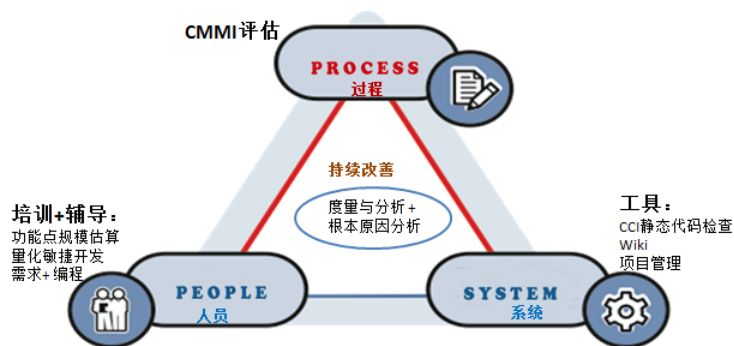 CMMI评估
PROCESS
过程
持续改善
度量与分析+
根本原因分析
培训+辅导：
功能点规模估算
量化敏捷开发
需求+编程
PEOPLE
人员
工具：
CCI静态代码检查
Wiki
项目管理
SYSTEM
系统